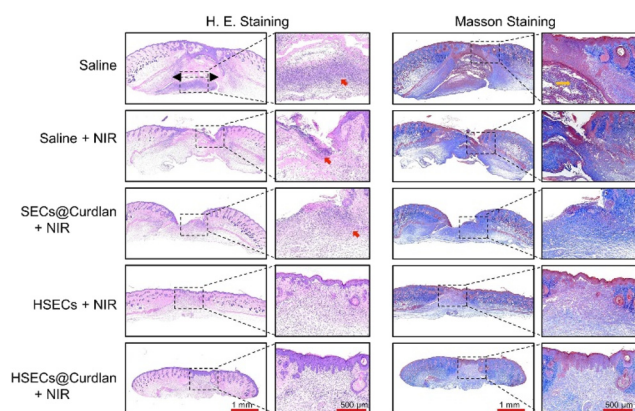 H. E. Staining
Masson Staining
Saline
Saline + NIR
SECs@Curdlan
+ NIR
HSECs + NIR
HSECs@Curdlan
+ NIR
1 mm
500 μm
1 mm
500 μm